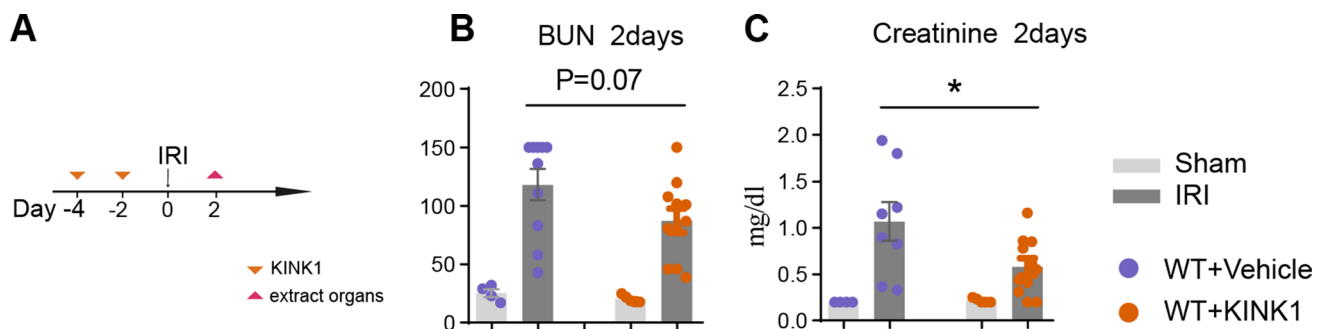 A
IRI
Day -4 -2 0 2
KINK1
extract organs
B
BUN 2days
P=0.07
200
150
100
50
0
C
Creatinine 2days
*
mg/dl
2.5
2.0
1.5
1.0
0.5
0.0
Sham
IRI
WT+Vehicle
WT+KINK1